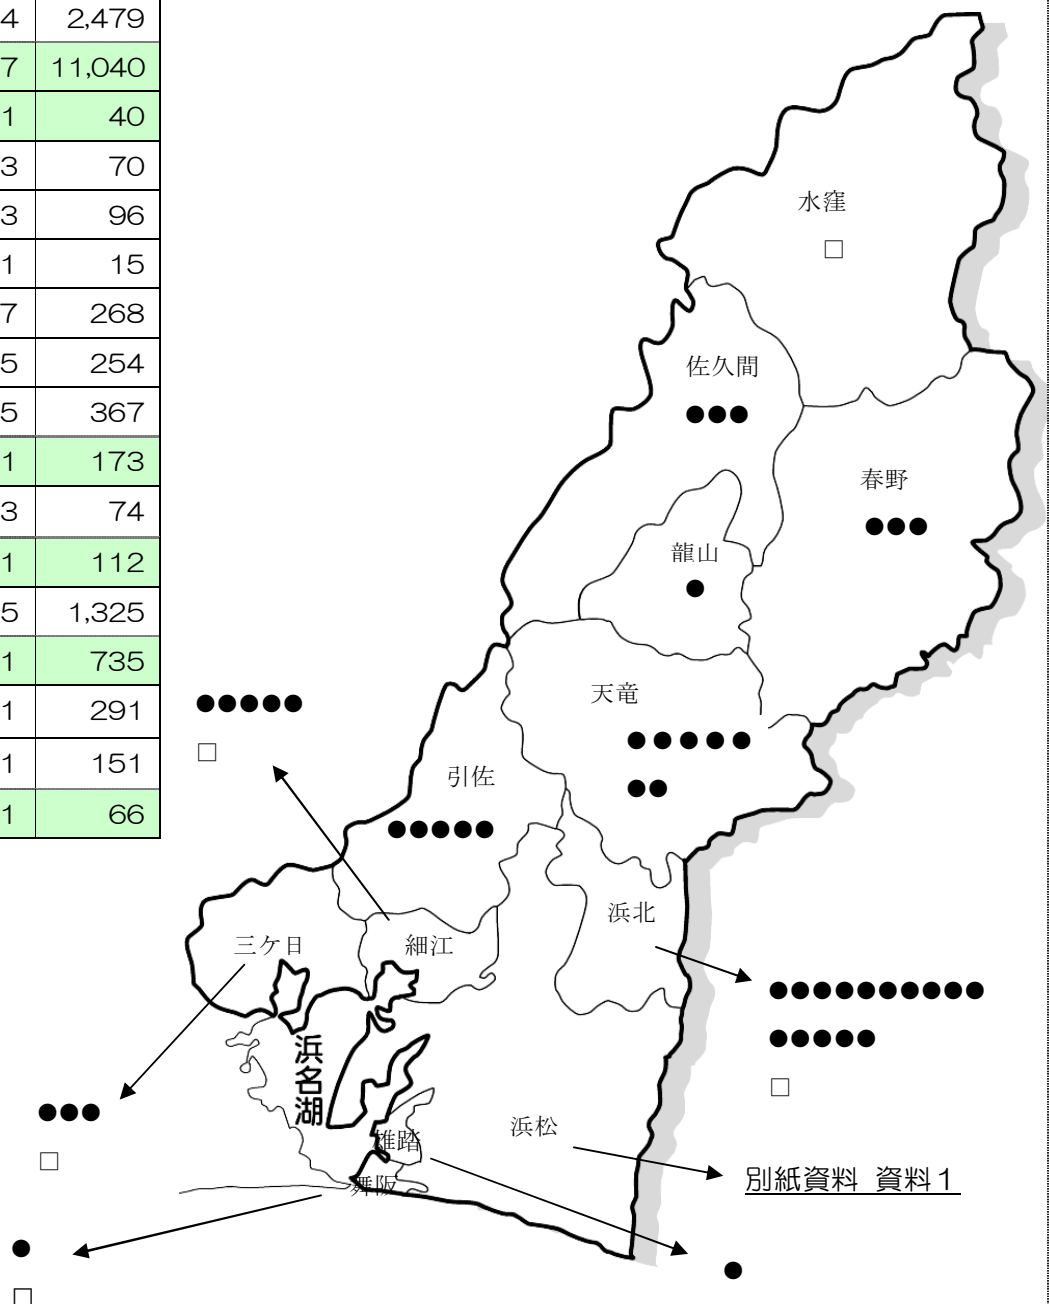 4 2,479
7 11,040
1 40
3 70
3 96
1 15
7 268
5 254
5 367
1 173
3 74
1 112
5 1,325
1 735
1 291
1 151
1 66
水窪
□
佐久間
●●●
春野
●●●
龍山
●
天竜
●●●●●
●●
●●●●●
□
引佐
●●●●●
浜北
●●●●●●●●●●
●●●●●
□
三ケ日
細江
浜名湖
●●●
□
浜松
雄踏
別紙資料 資料１
舞阪
●
□
●